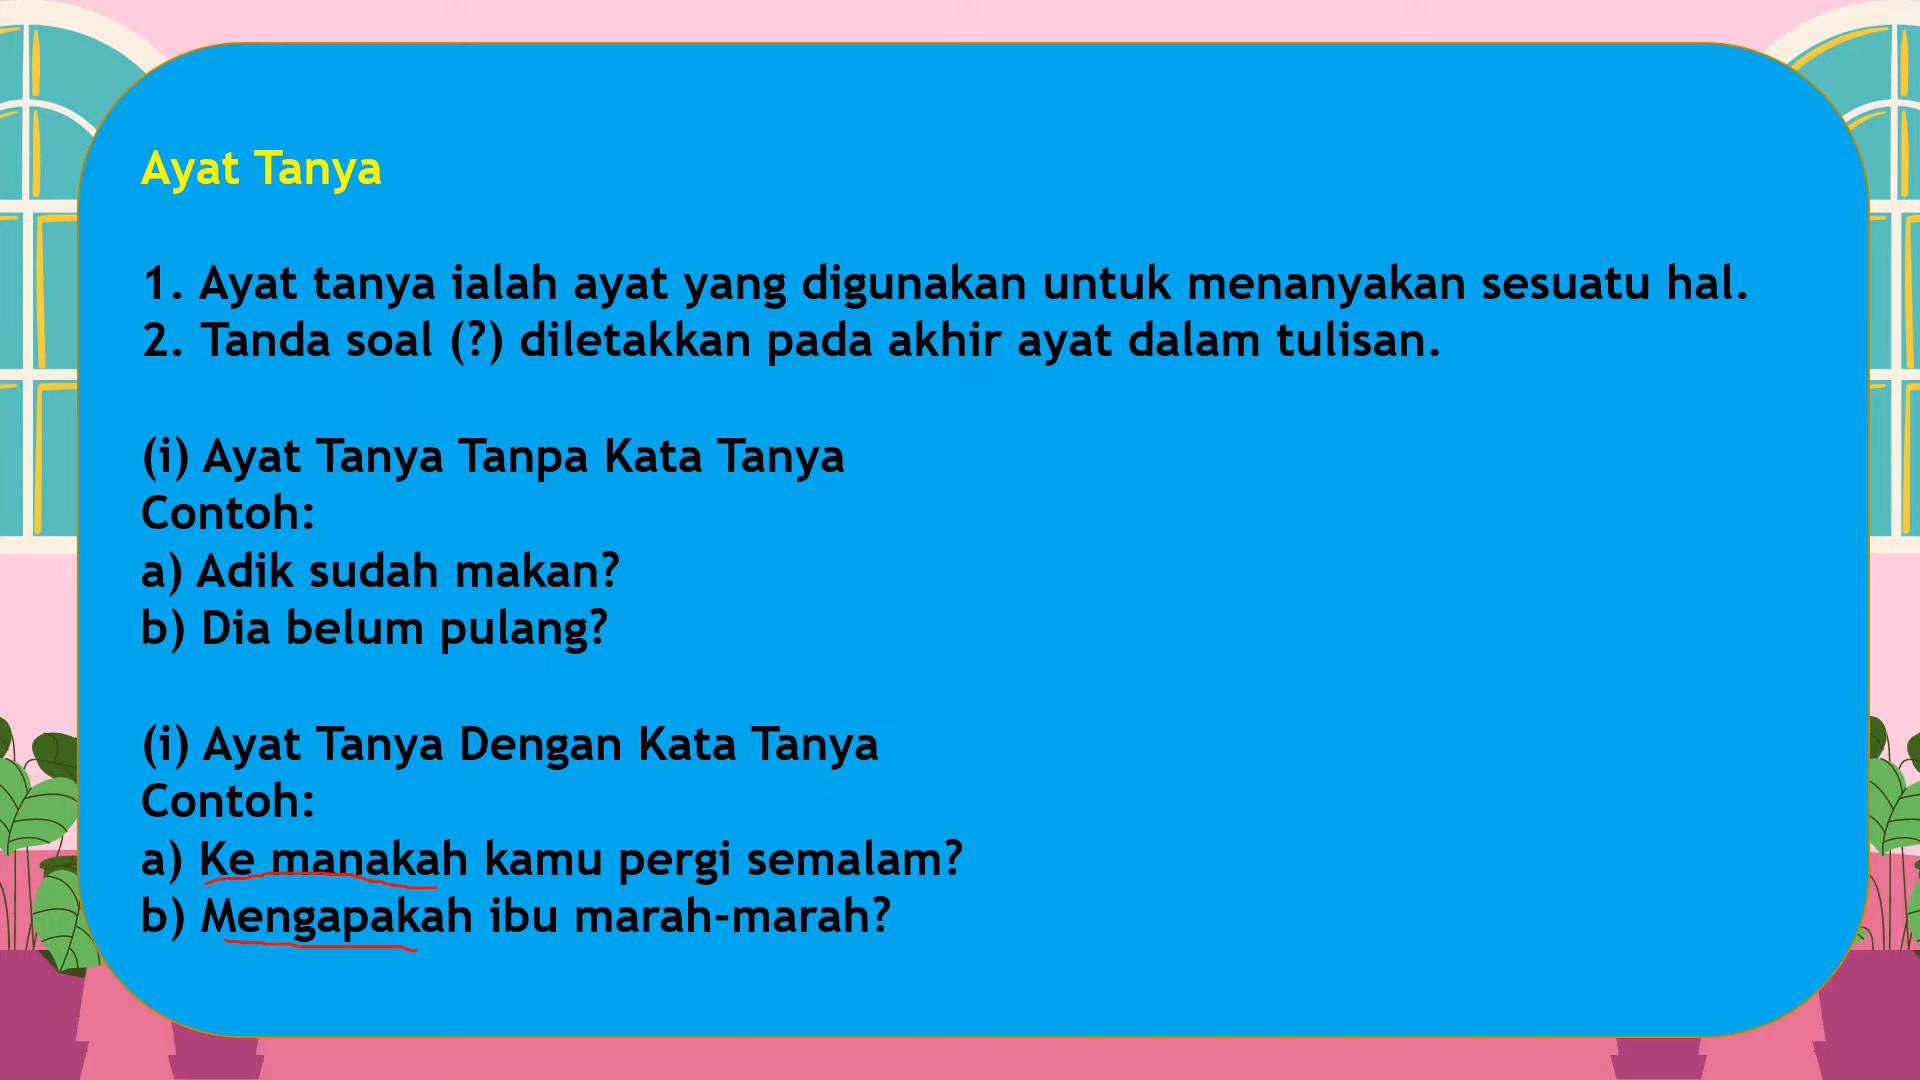 Ayat Tanya
1. Ayat tanya ialah ayat yang digunakan untuk menanyakan sesuatu hal.
2. Tanda soal (?) diletakkan pada akhir ayat dalam tulisan.
(i) Ayat Tanya Tanpa Kata Tanya
Contoh:
a) Adik sudah makan?
b) Dia belum pulang?
(i) Ayat Tanya Dengan Kata Tanya
Contoh:
a) Ke manakah kamu pergi semalam?
b) Mengapakah ibu marah-marah?